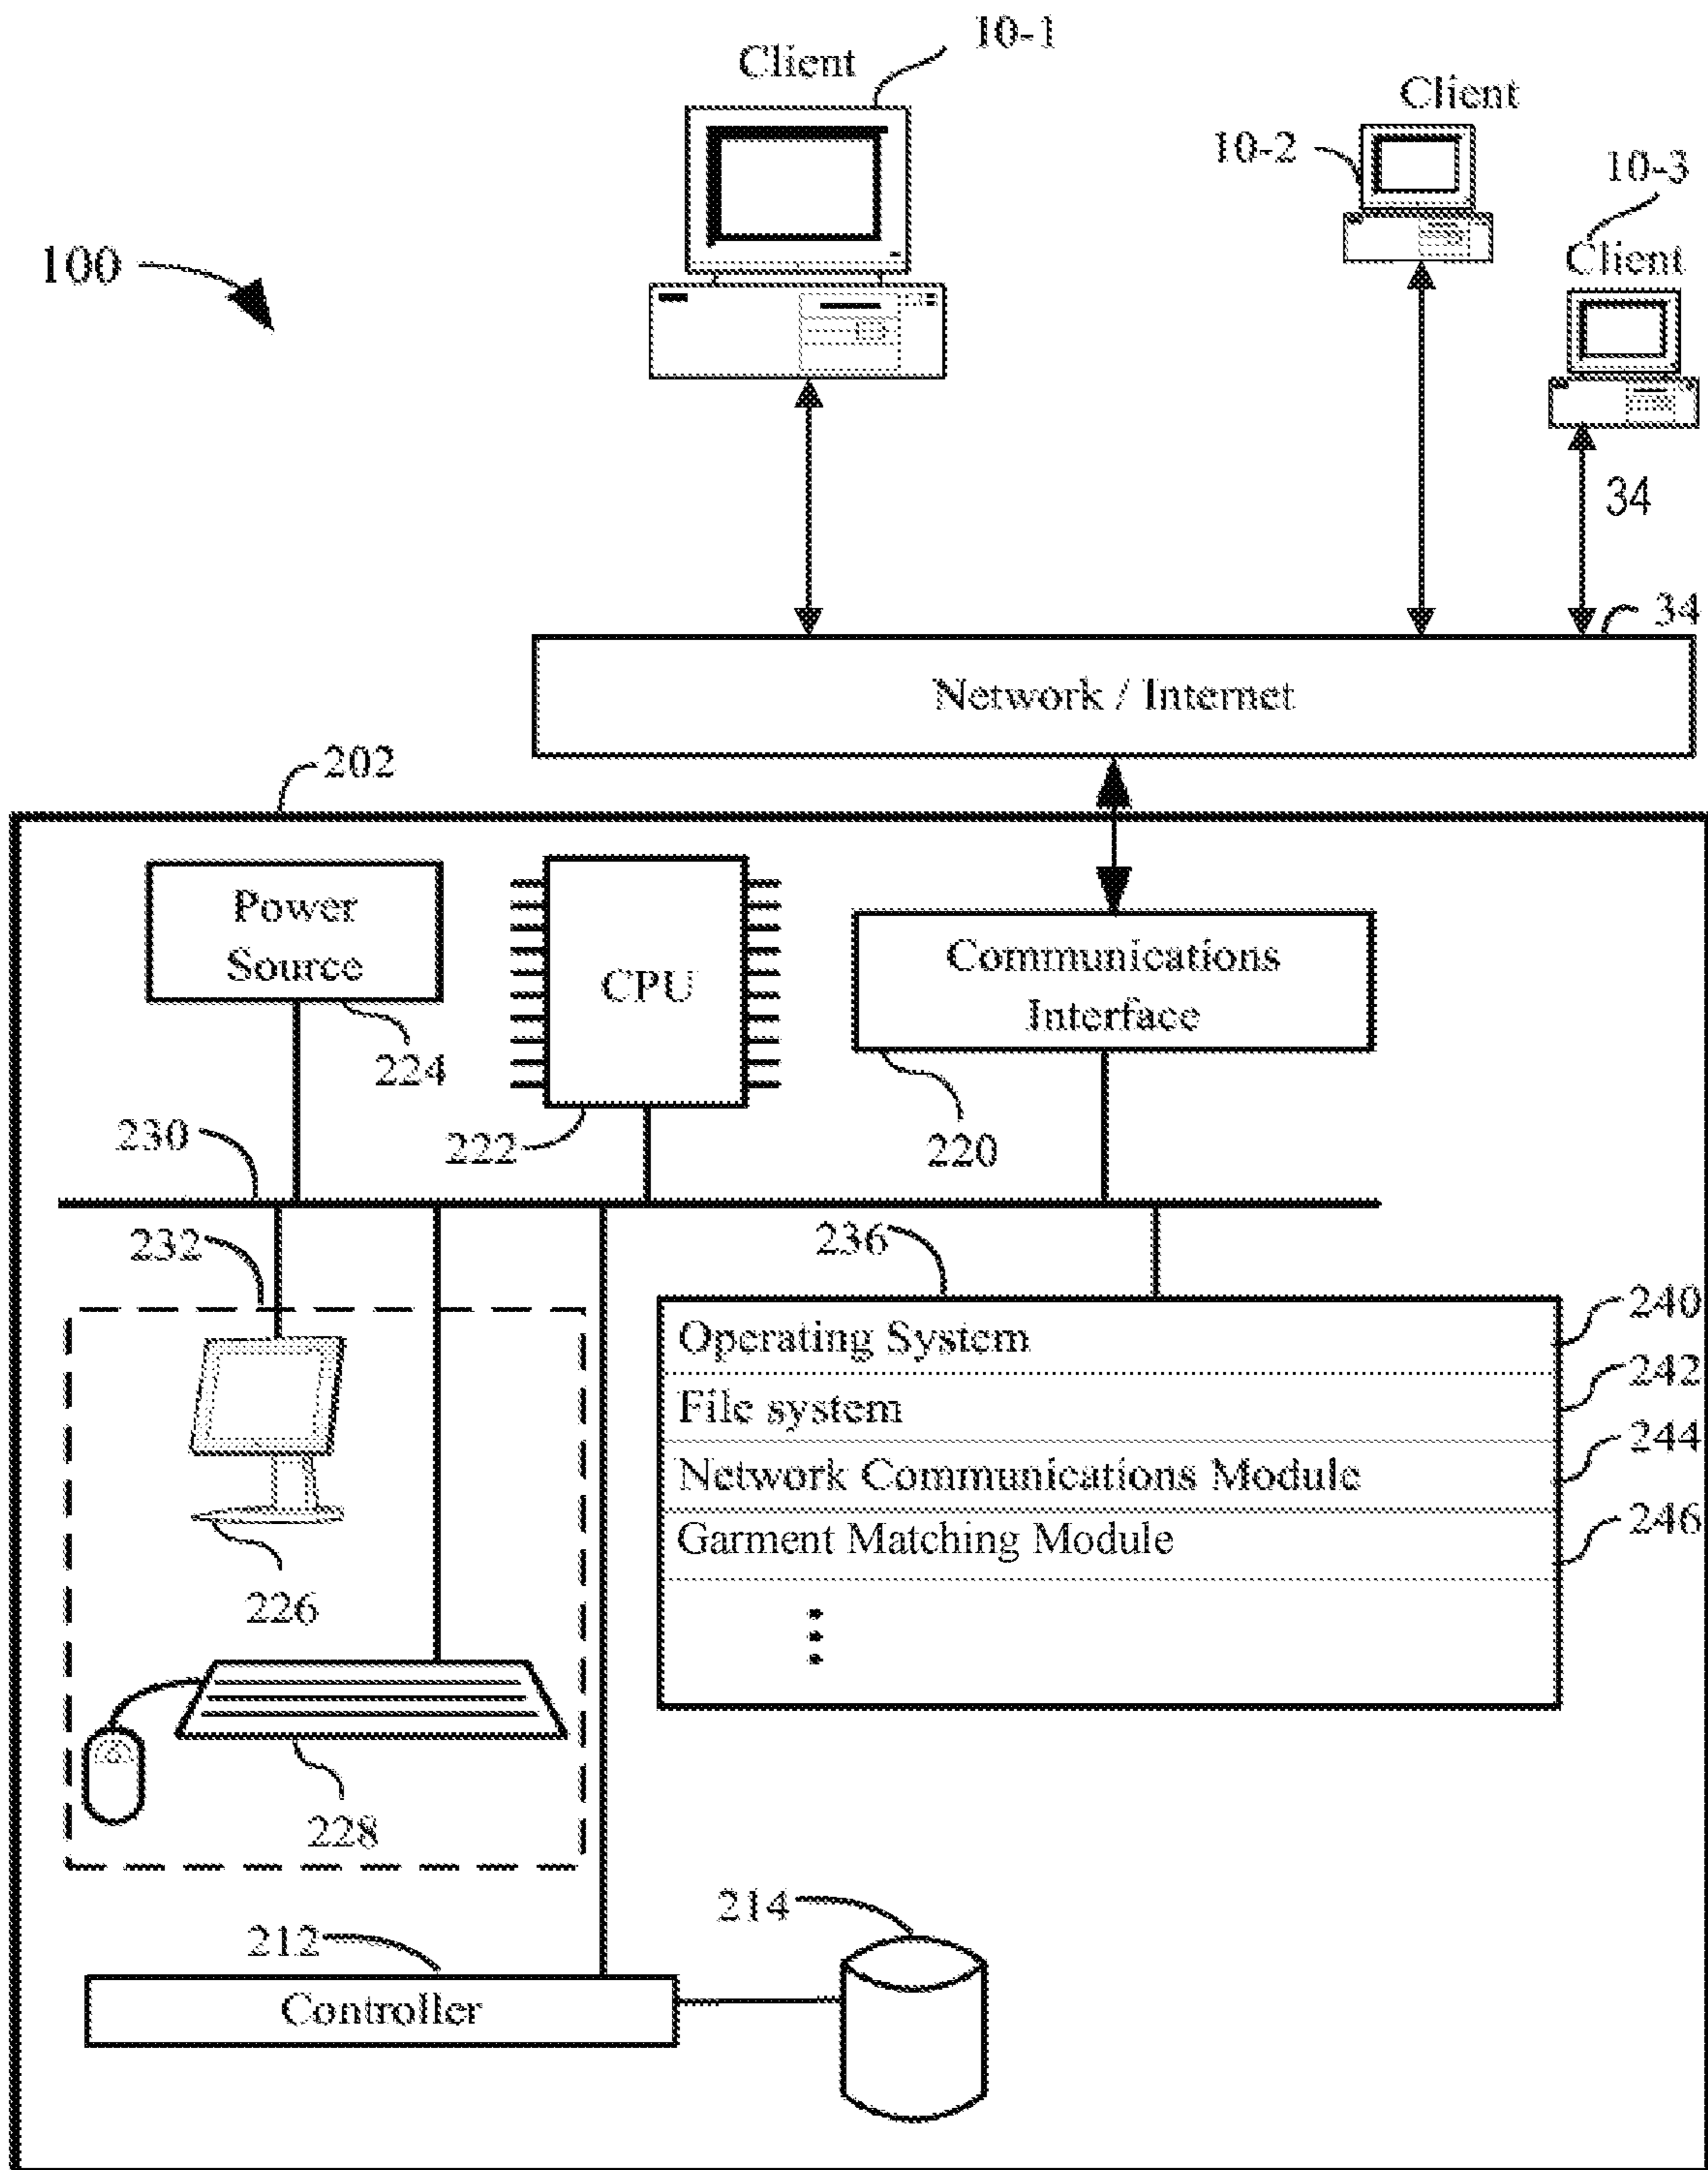 10-1
Client
Client
10-2
10-3
Client
100
34
34
Network / Internet
202
Power
Source
CPU
Communications
Interface
224
222
220
230
232
236
Operating System
240
File system
242
Network Communications Module
244
Garment Matching Module
246
226
228
214
212
Controller